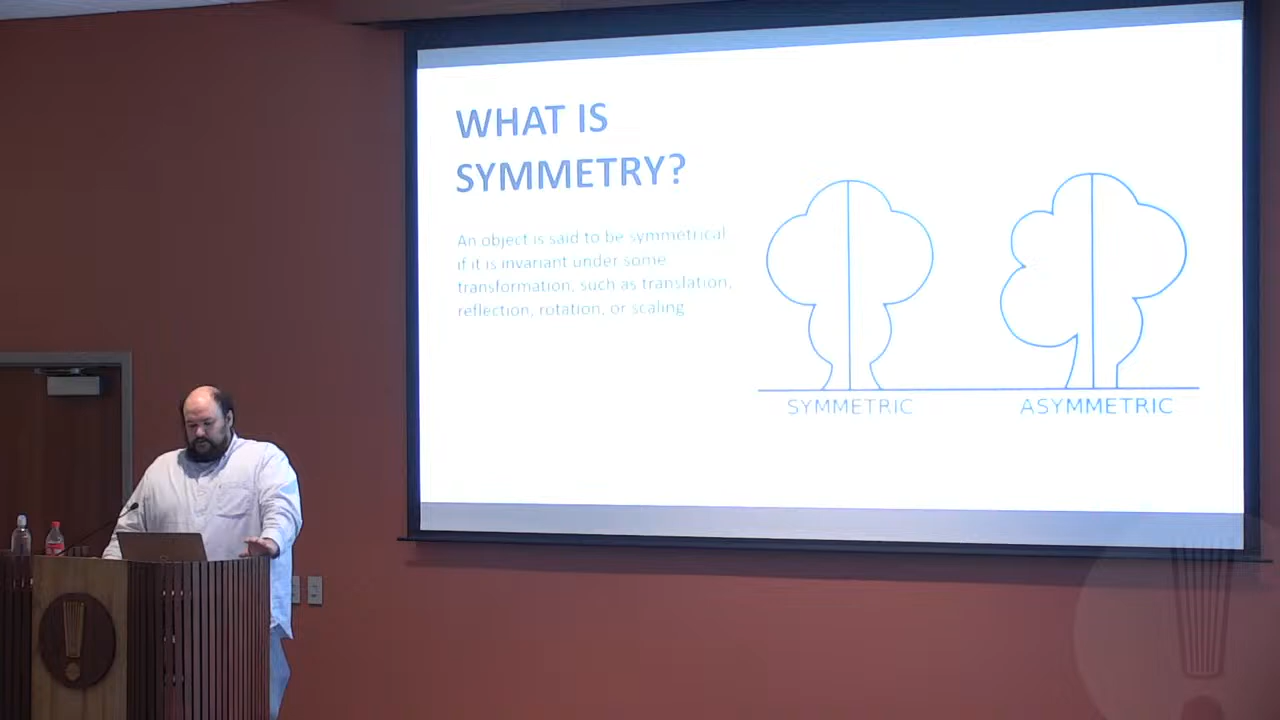 WHAT IS
SYMMETRY?
An object is said to be symmetrical
if it is invariant under some
transformation, such as translation,
reflection, rotation, or scaling
SYMMETRIC
ASYMMETRIC